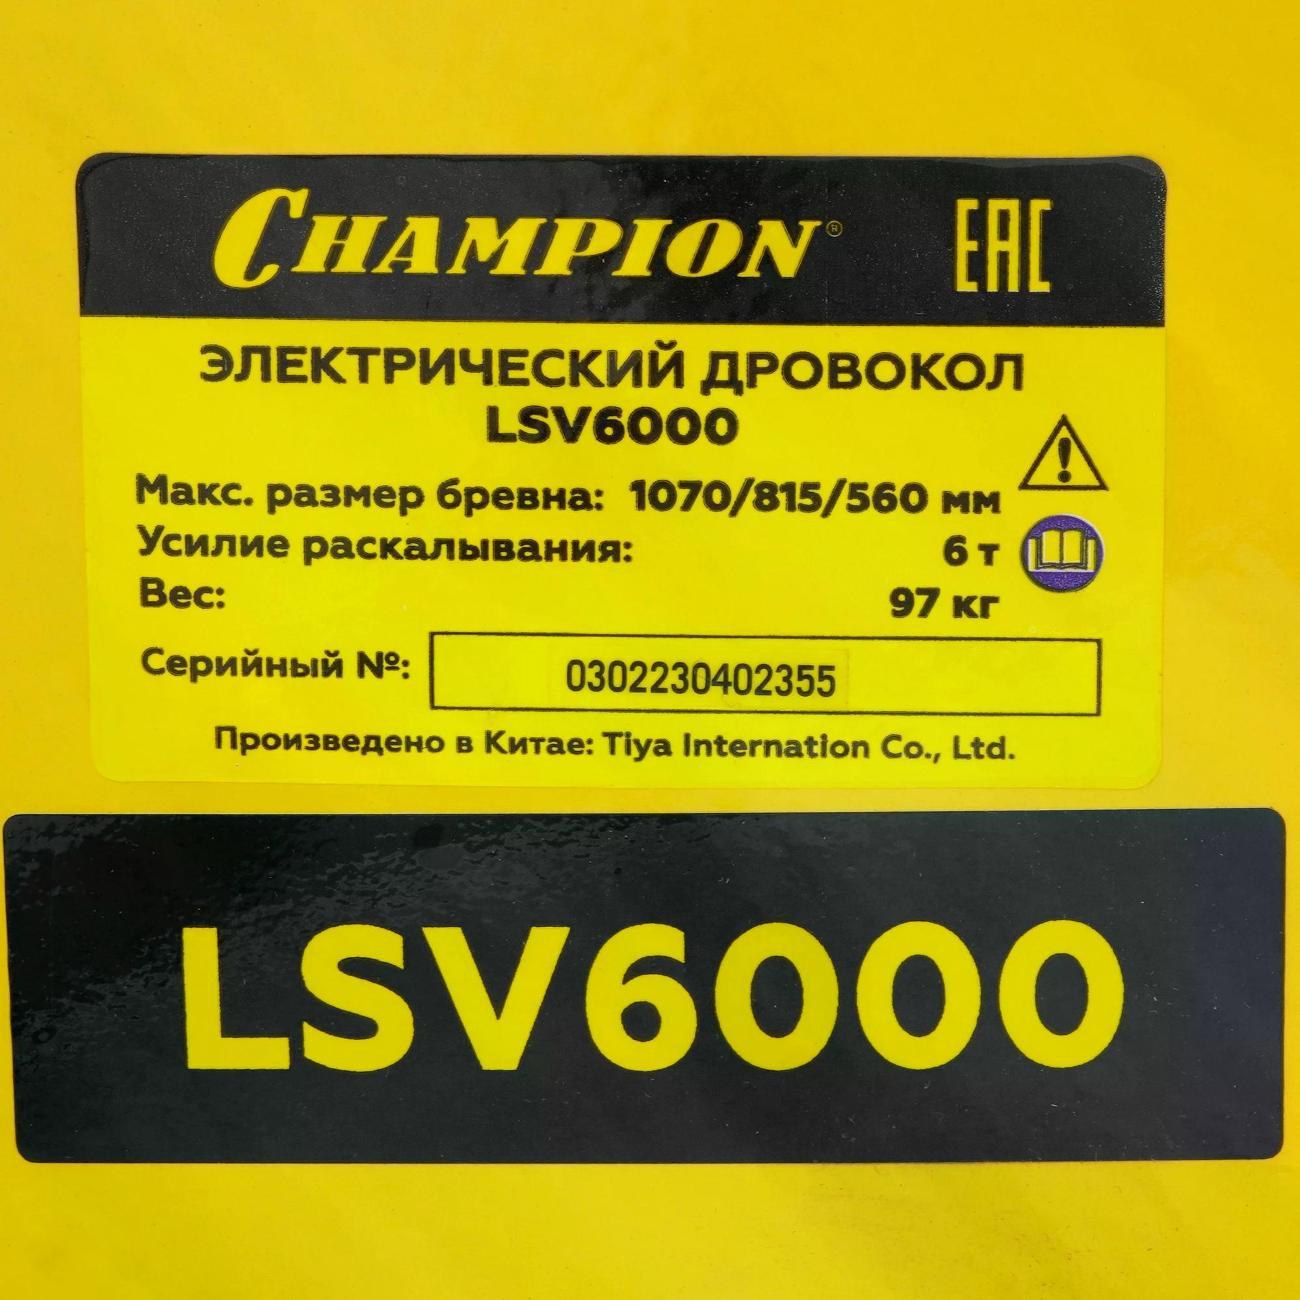 CHAMPION® EAC
ЭЛЕКТРИЧЕСКИЙ ДРОВОКОЛ
LSV6000
Макс. размер бревна: 1070/815/560 мм
Усилие раскалывания: 6 т
Вес: 97 кг
Серийный №: 0302230402355
Произведено в Китае: Tiya Internation Co., Ltd.
LSV6000